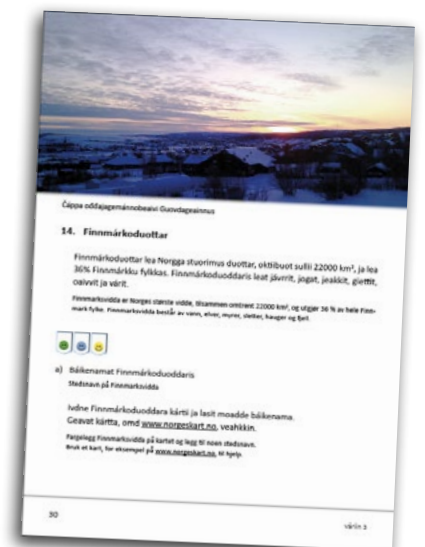 Čáppa ođđajagemánnobeaivi Guovdageainnus
14. Finnmárkoduottar
Finnmárkoduottar lea Norgga stuorimus duottar, oktiibuot sullii 22000 km², ja lea
36% Finnmárkku fylkkas. Finnmárkoduoddaris leat jávrrit, jogat, jeakkit, giettit,
oaivvit ja várit.
Finnmarksvidda er Norges største vidde, tilsammen omtrent 22000 km², og utgjør 36 % av hele Finn-
mark fylke. Finnmarksvidda består av vann, elver, myrer, sletter, hauger og fjell.
a) Báikenamat Finnmárkoduoddaris
Stedsnavn på Finnmarksvidda
Ivdne Finnmárkoduoddara kártii ja lasit moadde báikenama.
Geavat kártta, omd www.norgeskart.no, veahkkin.
Fargelegg Finnmarksvidda på kartet og legg til noen stedsnavn.
Bruk et kart, for eksempel på www.norgeskart.no, til hjelp.
30
várin 3